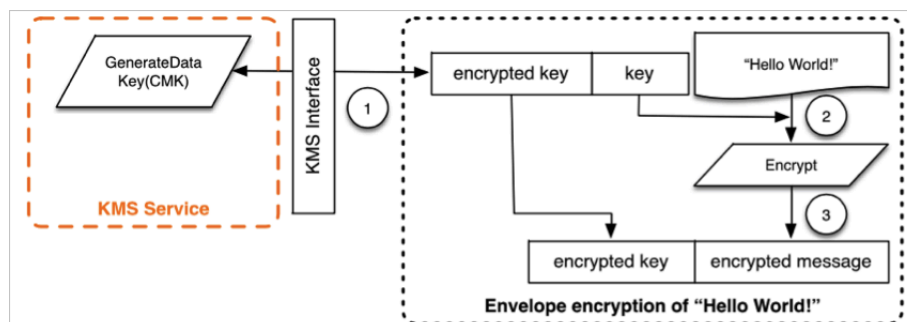 GenerateData
Key(CMK)
KMS Service
KMS Interface
1
encrypted key
key
“Hello World!”
2
Encrypt
3
encrypted key
encrypted message
Envelope encryption of “Hello World!”